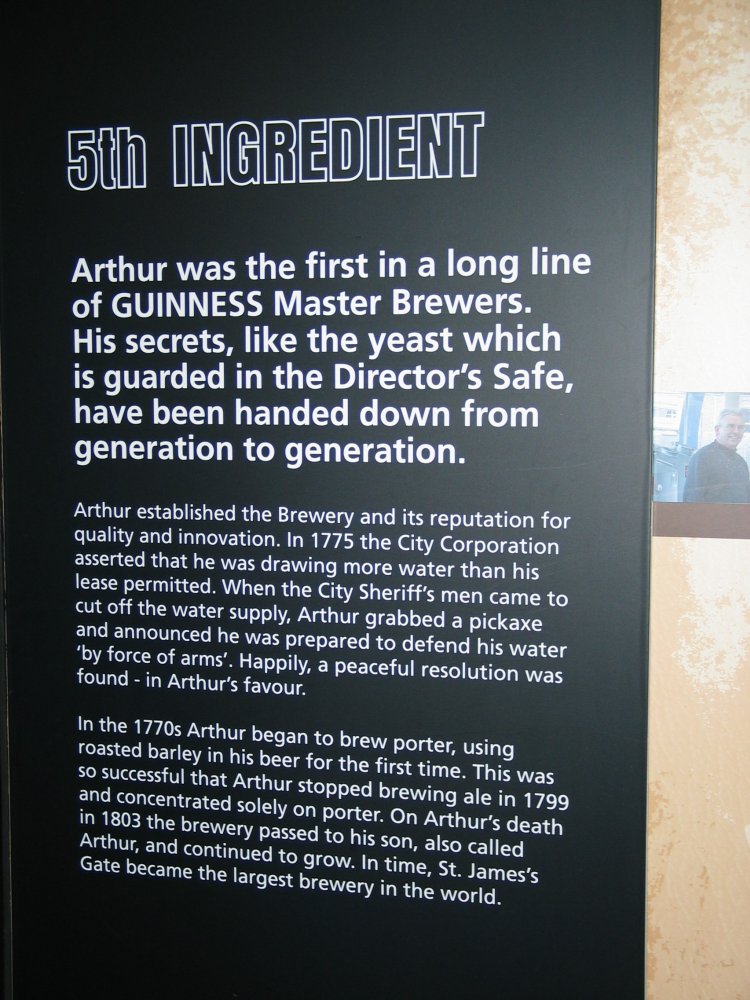 5th INGREDIENT
Arthur was the first in a long line
of GUINNESS Master Brewers.
His secrets, like the yeast which
is guarded in the Director's Safe,
have been handed down from
generation to generation.
Arthur established the Brewery and its reputation for
quality and innovation. In 1775 the City Corporation
asserted that he was drawing more water than his
lease permitted. When the City Sheriff's men came to
cut off the water supply, Arthur grabbed a pickaxe
and announced he was prepared to defend his water
'by force of arms'. Happily, a peaceful resolution was
found - in Arthur's favour.
In the 1770s Arthur began to brew porter, using
roasted barley in his beer for the first time. This was
so successful that Arthur stopped brewing ale in 1799
and concentrated solely on porter. On Arthur's death
in 1803 the brewery passed to his son, also called
Arthur, and continued to grow. In time, St. James's
Gate became the largest brewery in the world.